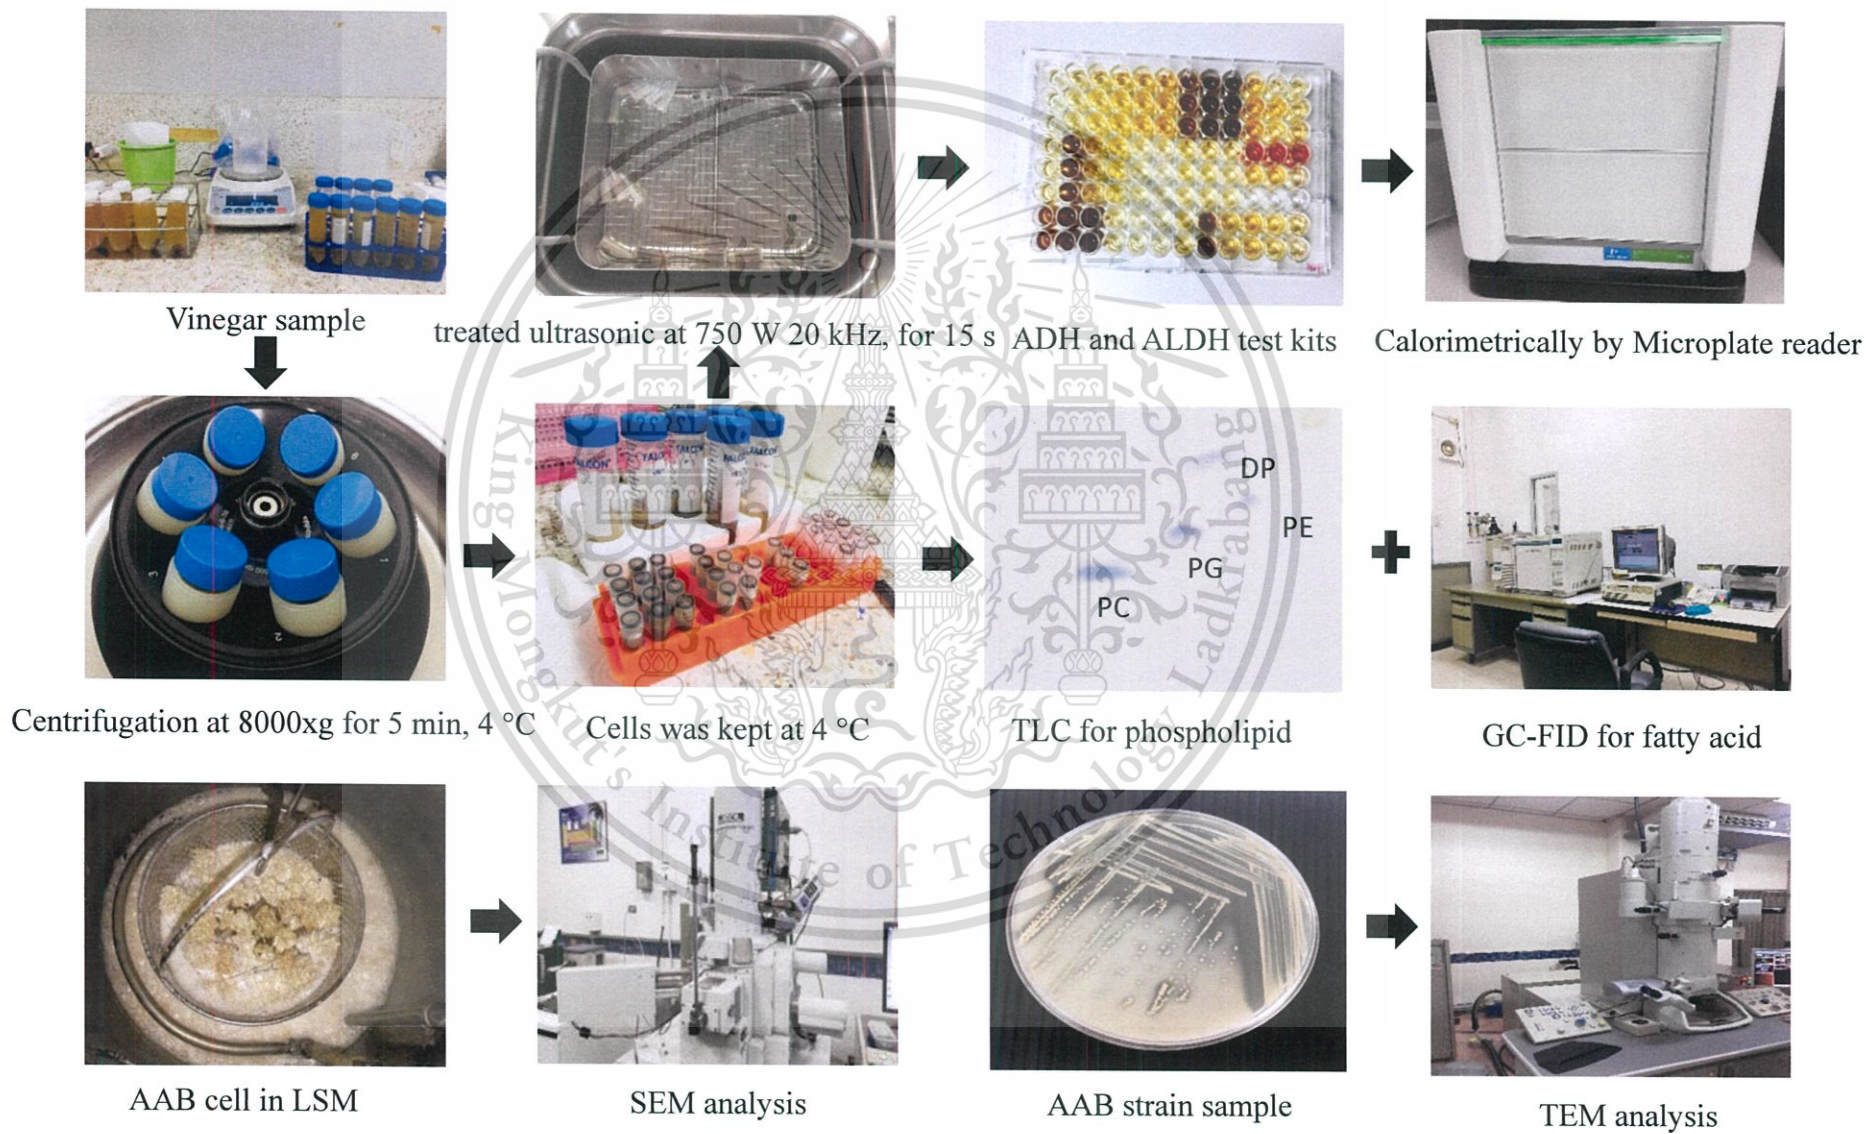 Vinegar sample
treated ultrasonic at 750 W 20 kHz, for 15 s
ADH and ALDH test kits
Calorimetrically by Microplate reader
FALCON
DP
PE
PG
PC
Centrifugation at 8000xg for 5 min, 4 °C
Cells was kept at 4 °C
TLC for phospholipid
GC-FID for fatty acid
AAB cell in LSM
SEM analysis
AAB strain sample
TEM analysis
King Mongkut's Institute of Technology Ladkrabang